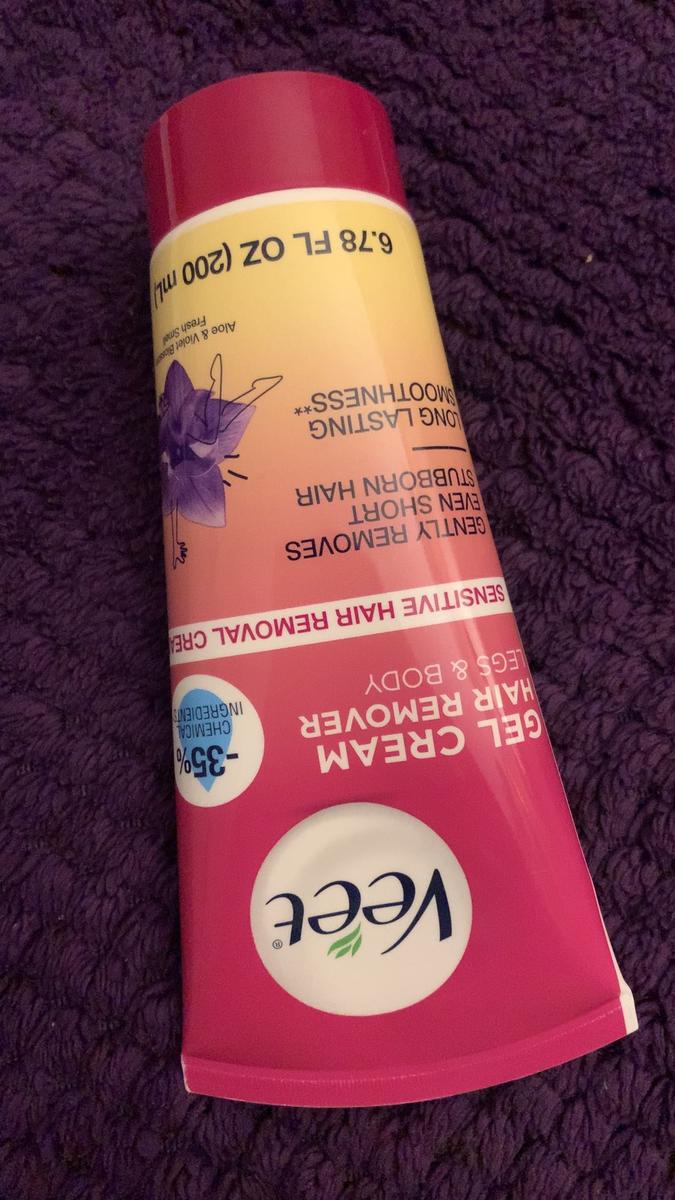 Veet®
GEL CREAM
HAIR REMOVER
LEGS & BODY
-35%
CHEMICAL
INGREDIENTS
SENSITIVE HAIR REMOVAL CREA
GENTLY REMOVES
EVEN SHORT
STUBBORN HAIR
LONG LASTING
SMOOTHNESS**
Aloe & Violet Blossom
Fresh Smell
6.78 FL OZ (200 mL)